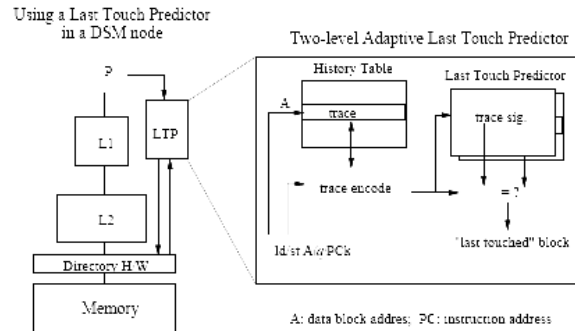 Using a Last Touch Predictor
in a DSM node
Two-level Adaptive Last Touch Predictor
P
History Table
Last Touch Predictor
A
trace
trace sig.
LTP
L1
trace encode
= ?
L2
"last touched" block
ld/st A@PCk
Directory H/W
Memory
A: data block addres; PC: instruction address